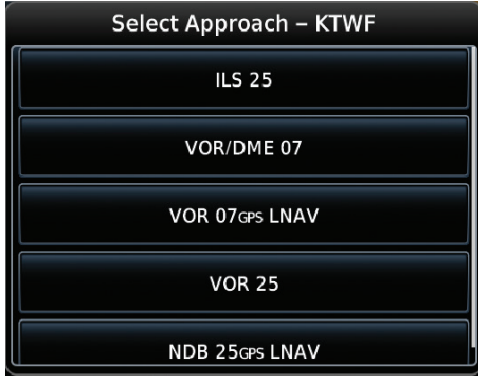 Select Approach – KTWF
ILS 25
VOR/DME 07
VOR 07GPS LNAV
VOR 25
NDB 25GPS LNAV